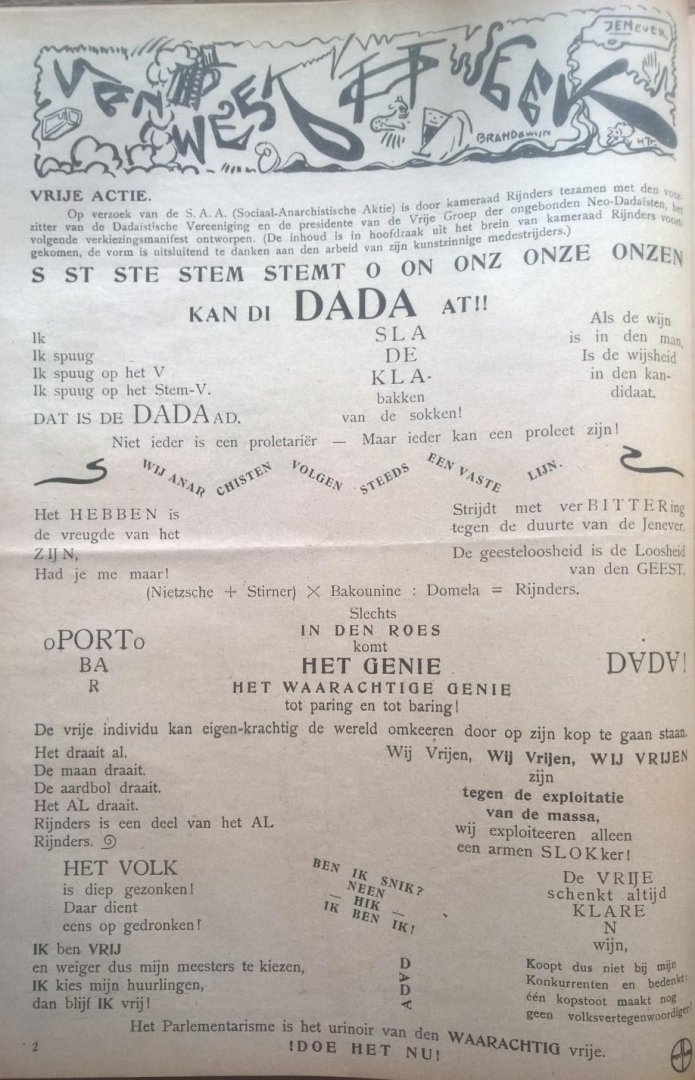 JENEVER
VAN WEEK TOT WEEK
BRANDEWIJN
VRIJE ACTIE.
Op verzoek van de S. A. A. (Sociaal-Anarchistische Aktie) is door kameraad Rijnders tezamen met den voor-
zitter van de Dadaïstische Vereeniging en de presidente van de Vrije Groep der ongebonden Neo-Dadaïsten, het
volgende verkiezingsmanifest ontworpen. (De inhoud is in hoofdzaak uit het brein van kameraad Rijnders voort-
gekomen, de vorm is uitsluitend te danken aan den arbeid van zijn kunstzinnige medestrijders.)
S ST STE STEM STEMT O ON ONZ ONZE ONZEN
KAN DI DADA AT!!
Ik
Ik spuug
Ik spuug op het V
Ik spuug op het Stem-V.
DAT IS DE DADAAD.
SLA
DE
KLA-
bakken
van de sokken!
Als de wijn
is in den man,
Is de wijsheid
in den kan-
didaat.
Niet ieder is een proletariër — Maar ieder kan een proleet zijn!
WIJ ANAR CHISTEN VOLGEN STEEDS EEN VASTE LIJN.
Het HEBBEN is
de vreugde van het
ZIJN,
Had je me maar!
Strijdt met verBITTERing
tegen de duurte van de Jenever.
De geesteloosheid is de Loosheid
van den GEEST.
(Nietzsche + Stirner) × Bakounine : Domela = Rijnders.
oPORTo
BA
R
Slechts
IN DEN ROES
komt
HET GENIE
HET WAARACHTIGE GENIE
tot paring en tot baring!
DADA!
De vrije individu kan eigen-krachtig de wereld omkeeren door op zijn kop te gaan staan.
Het draait al.
De maan draait.
De aardbol draait.
Het AL draait.
Rijnders is een deel van het AL
Rijnders.
Wij Vrijen, Wij Vrijen, WIJ VRIJEN
zijn
tegen de exploitatie
van de massa,
wij exploiteeren alleen
een armen SLOKker!
HET VOLK
is diep gezonken!
Daar dient
eens op gedronken!
BEN IK SNIK?
NEEN
— HIK —
IK BEN IK!
De VRIJE
schenkt altijd
KLARE
N
wijn,
IK ben VRIJ
en weiger dus mijn meesters te kiezen,
IK kies mijn huurlingen,
dan blijf IK vrij!
D
A
D
A
Koopt dus niet bij mijn
Konkurrenten en bedenkt:
één kopstoot maakt nog
geen volksvertegenwoordiger!
Het Parlementarisme is het urinoir van den WAARACHTIG vrije.
!DOE HET NU!
2